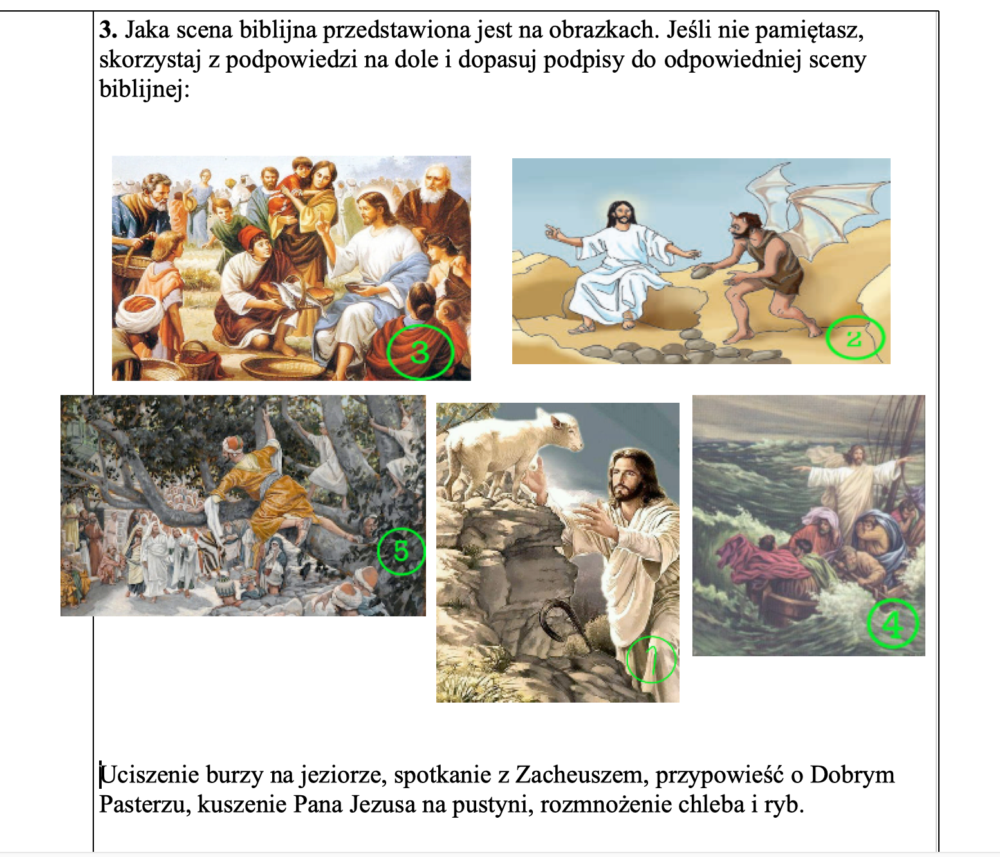 3. Jaka scena biblijna przedstawiona jest na obrazkach. Jeśli nie pamiętasz,
skorzystaj z podpowiedzi na dole i dopasuj podpisy do odpowiedniej sceny
biblijnej:
3
2
5
1
4
Uciszenie burzy na jeziorze, spotkanie z Zacheuszem, przypowieść o Dobrym
Pasterzu, kuszenie Pana Jezusa na pustyni, rozmnożenie chleba i ryb.